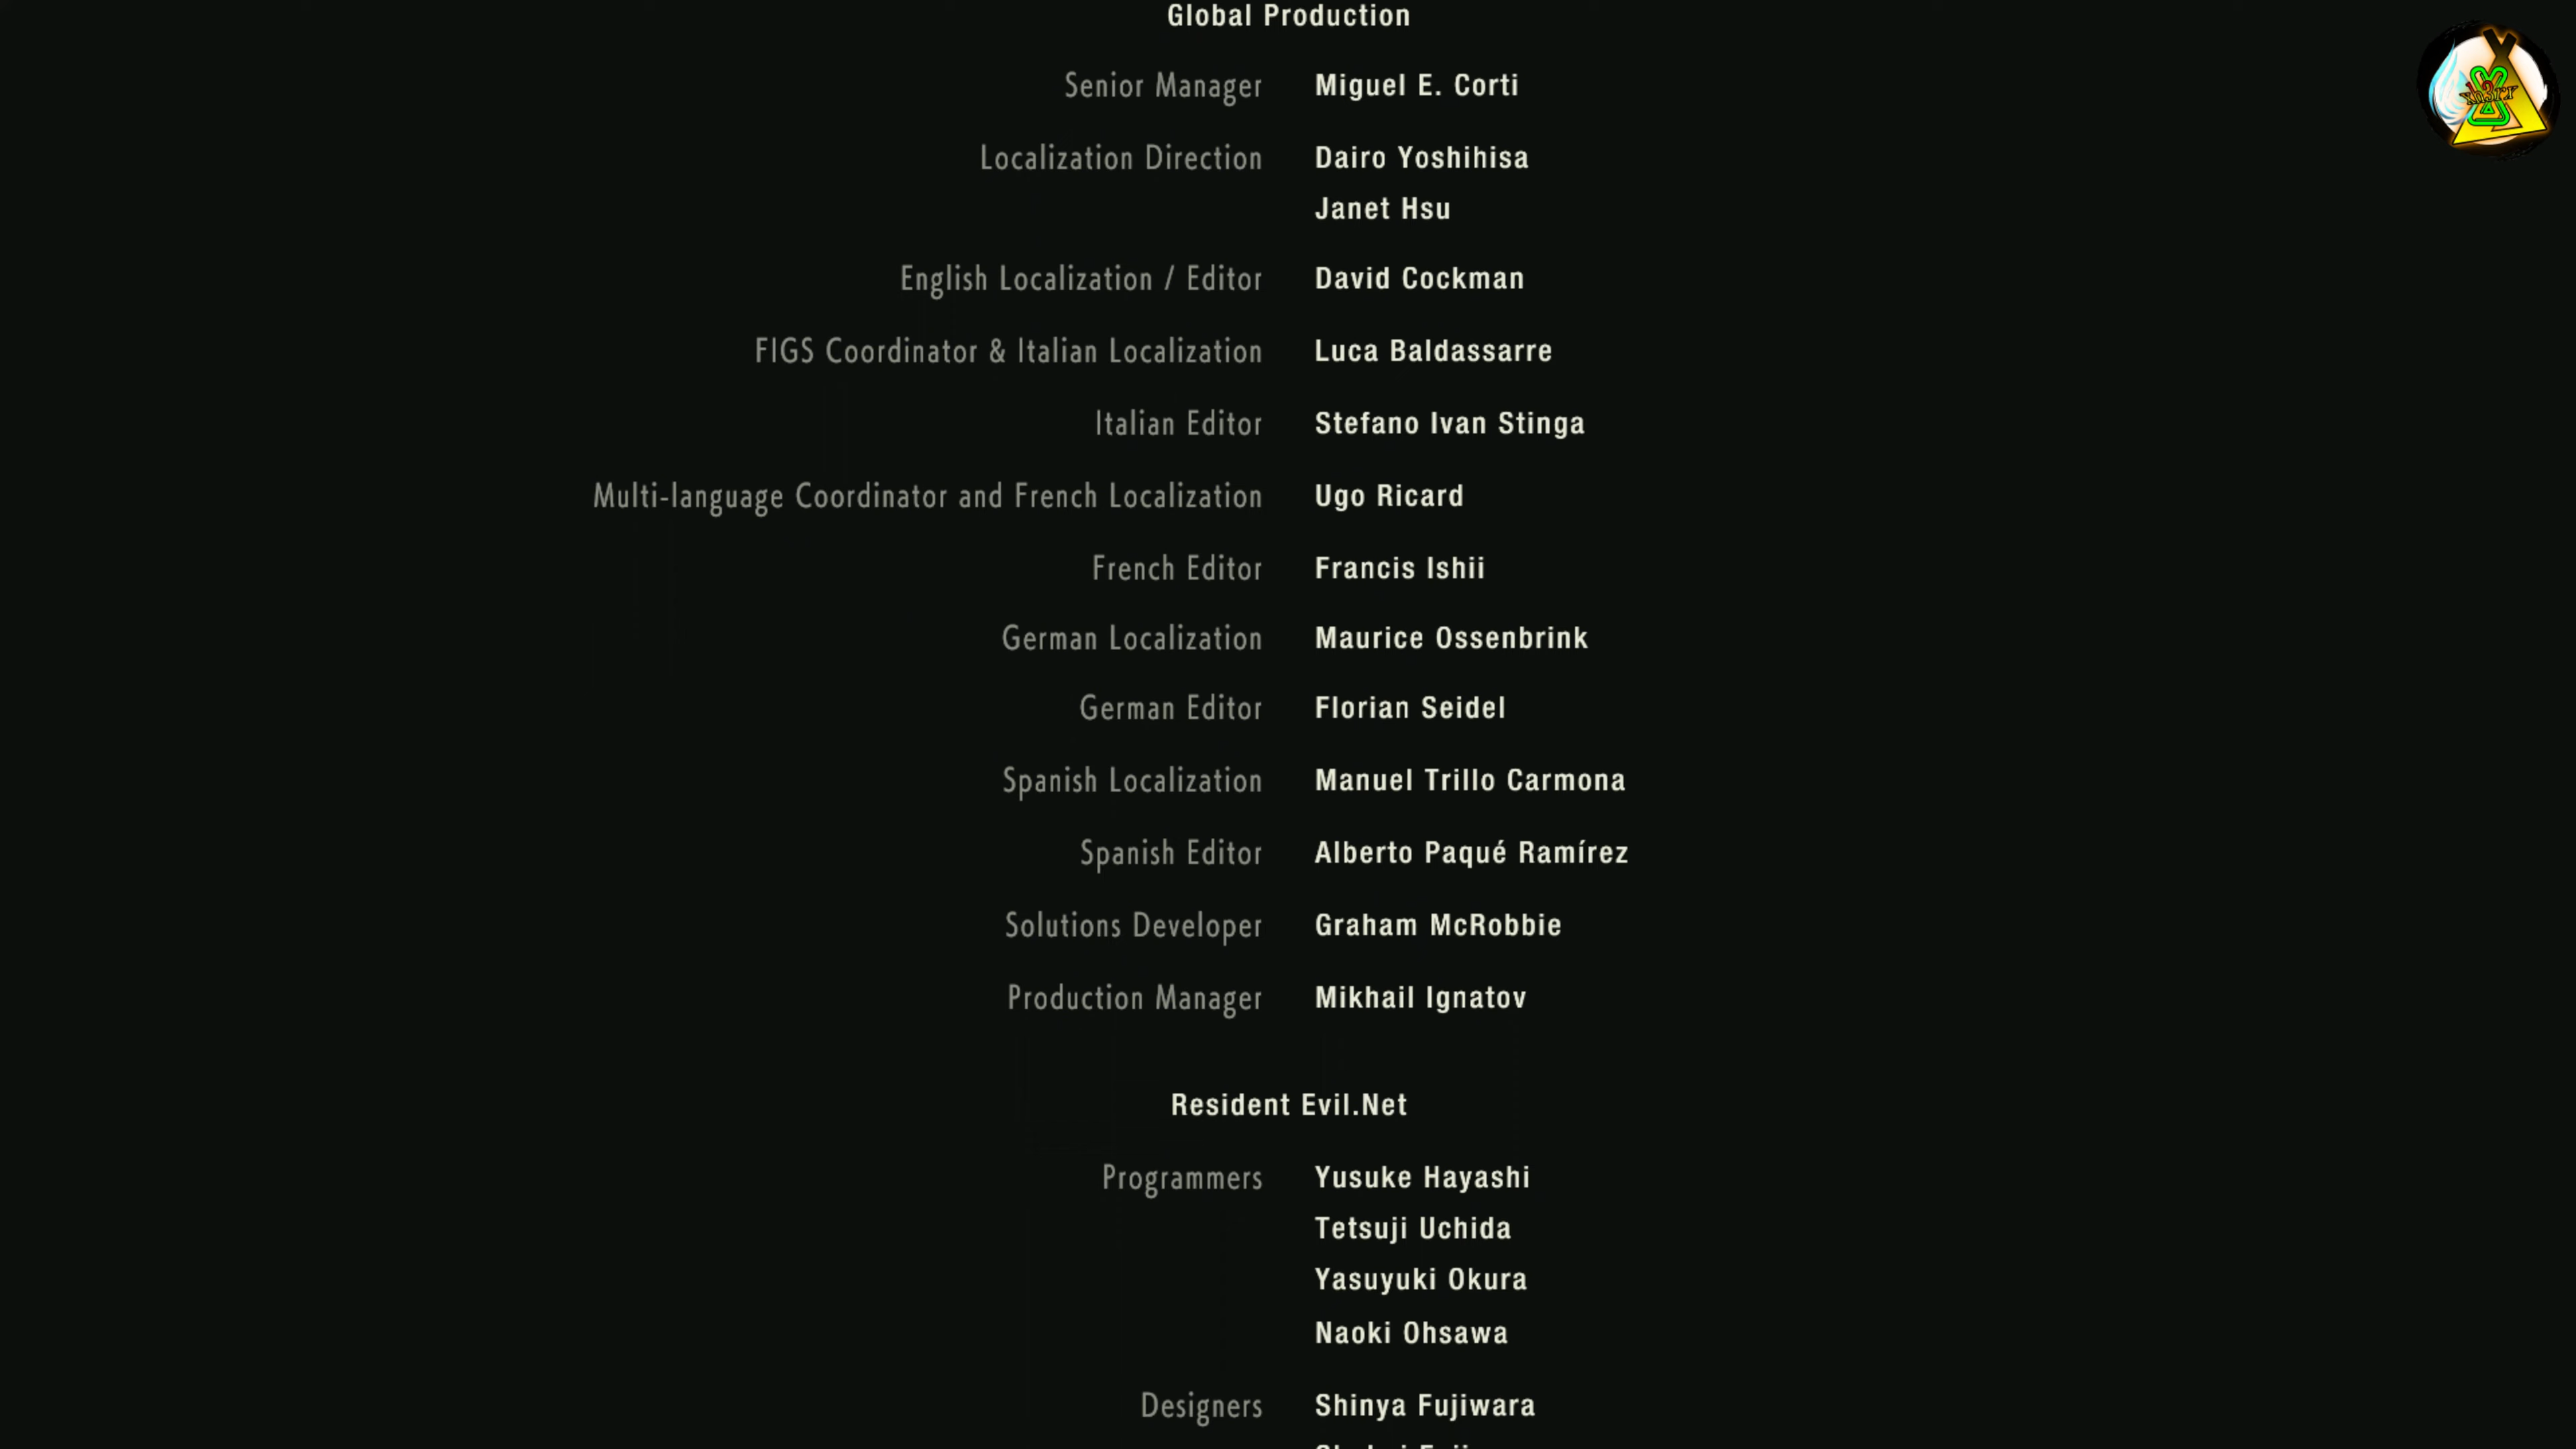 Global Production
Senior Manager Miguel E. Corti
Localization Direction Dairo Yoshihisa
Janet Hsu
English Localization / Editor David Cockman
FIGS Coordinator & Italian Localization Luca Baldassarre
Italian Editor Stefano Ivan Stinga
Multi-language Coordinator and French Localization Ugo Ricard
French Editor Francis Ishii
German Localization Maurice Ossenbrink
German Editor Florian Seidel
Spanish Localization Manuel Trillo Carmona
Spanish Editor Alberto Paqué Ramírez
Solutions Developer Graham McRobbie
Production Manager Mikhail Ignatov
Resident Evil.Net
Programmers Yusuke Hayashi
Tetsuji Uchida
Yasuyuki Okura
Naoki Ohsawa
Designers Shinya Fujiwara